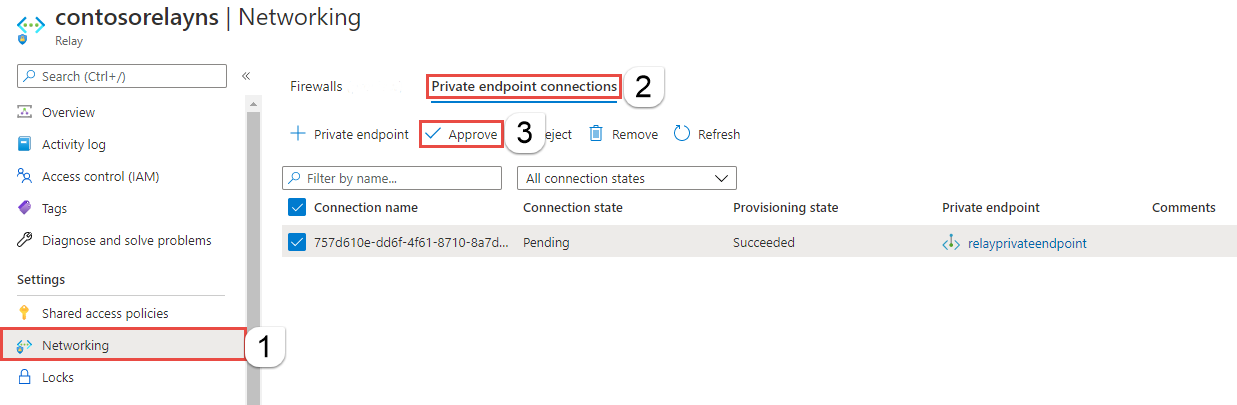 contosorelayns | Networking
Relay
Search (Ctrl+/)
«
Overview
Activity log
Access control (IAM)
Tags
Diagnose and solve problems
Settings
Shared access policies
Networking
1
Locks
Firewalls
Private endpoint connections
2
Private endpoint
Approve
3
eject
Remove
Refresh
Filter by name...
All connection states
Connection name Connection state Provisioning state Private endpoint Comments
757d610e-dd6f-4f61-8710-8a7d... Pending Succeeded relayprivateendpoint